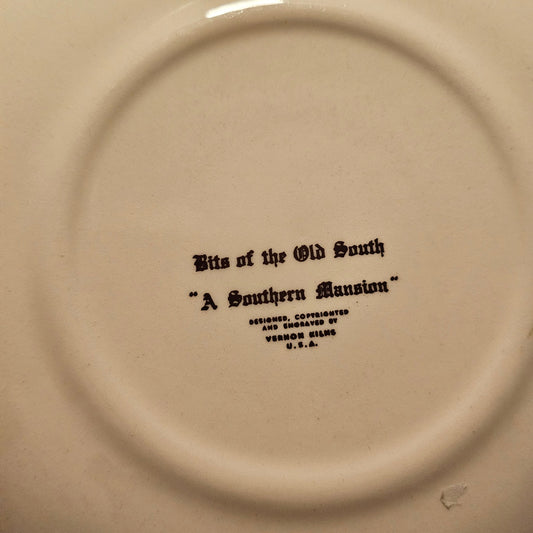 Bits of the Old South
"A Southern Mansion"
DESIGNED, COPYRIGHTED
AND ENGRAVED BY
VERNON KILNS
U.S.A.